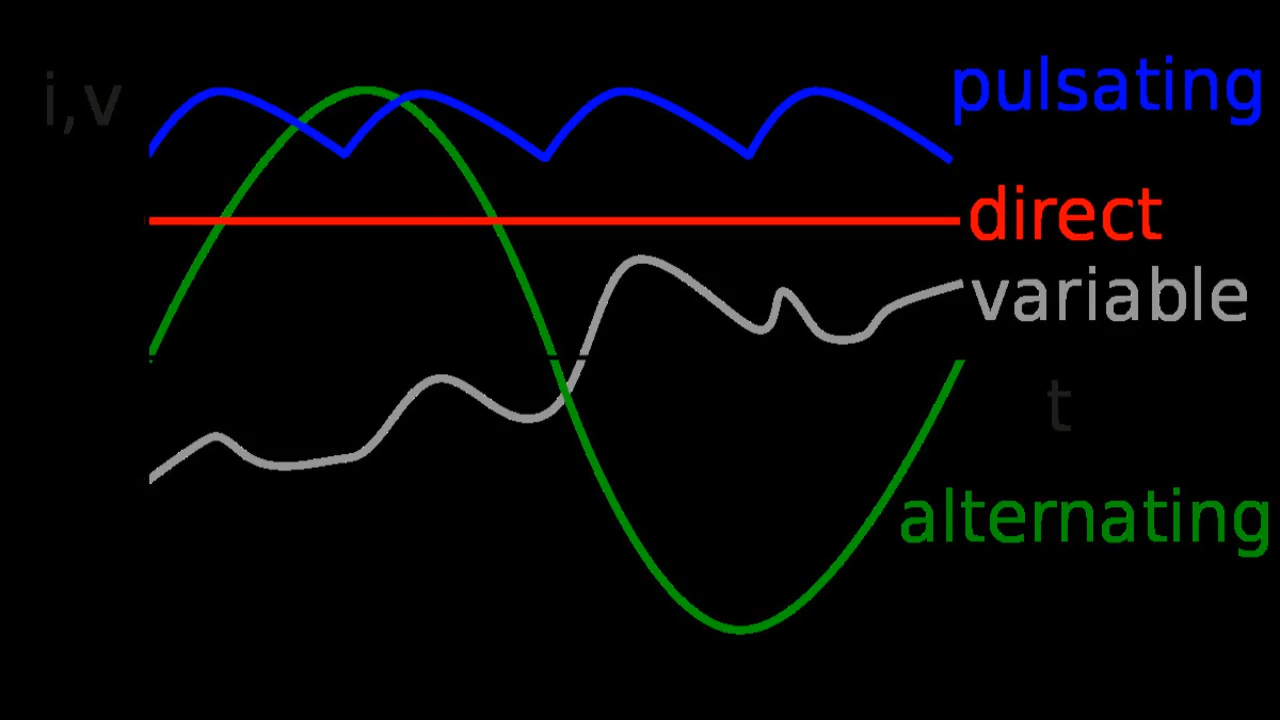 i,v
pulsating
direct
variable
t
alternating